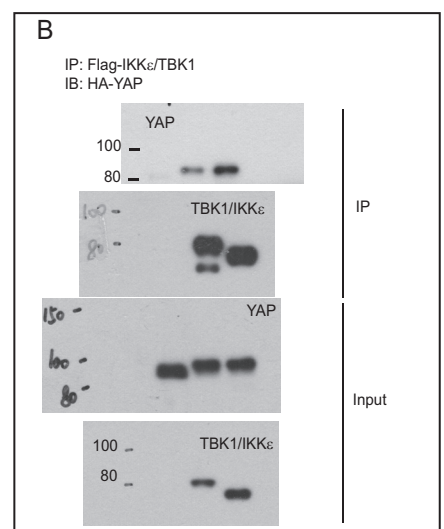 B
IP: Flag-IKKε/TBK1
IB: HA-YAP
YAP
100
80
IP
100
TBK1/IKKε
80
150
YAP
100
80
Input
100
TBK1/IKKε
80